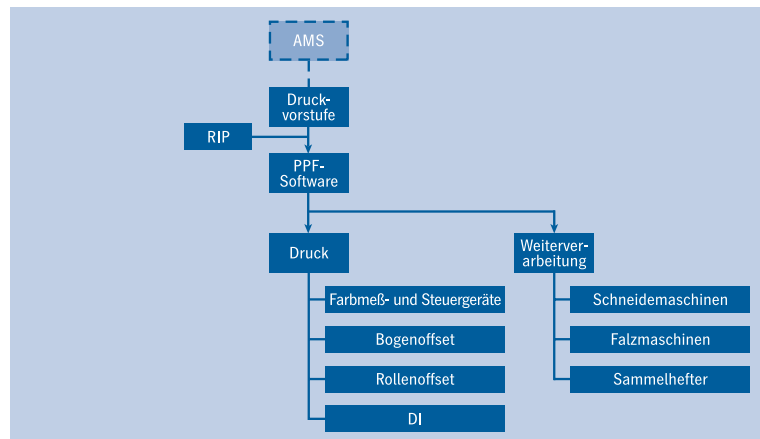 AMS
Druck-
vorstufe
RIP
PPF-
Software
Druck
Weiterver-
arbeitung
Farbmeß- und Steuergeräte
Schneidemaschinen
Bogenoffset
Falzmaschinen
Rollenoffset
Sammelhefter
DI